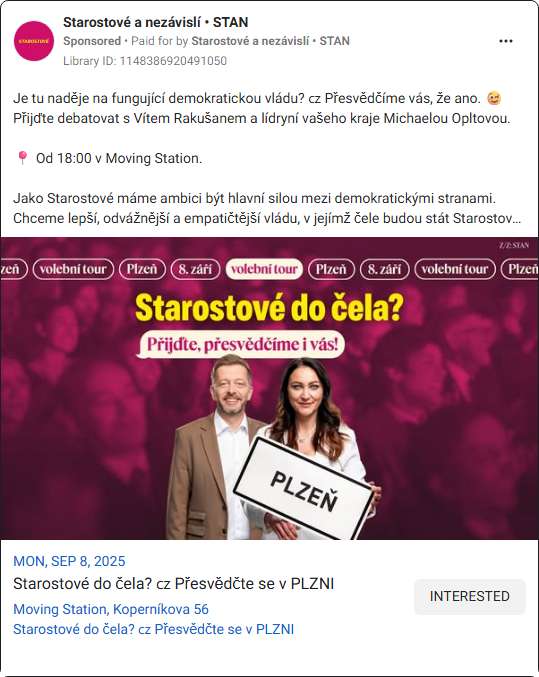 Starostové a nezávislí • STAN
Sponsored • Paid for by Starostové a nezávislí • STAN
Library ID: 1148386920491050
STAROSTOVÉ
Je tu naděje na fungující demokratickou vládu? cz Přesvědčíme vás, že ano. 😉
Přijďte debatovat s Vítem Rakušanem a lídryní vašeho kraje Michaelou Opltovou.
📍 Od 18:00 v Moving Station.
Jako Starostové máme ambici být hlavní silou mezi demokratickými stranami.
Chceme lepší, odvážnější a empatičtější vládu, v jejímž čele budou stát Starostov...
Z/Z: STAN
zeň volební tour Plzeň 8. září volební tour Plzeň 8. září volební tour Plzeň
Starostové do čela?
Přijďte, přesvědčíme i vás!
PLZEŇ
MON, SEP 8, 2025
Starostové do čela? cz Přesvědčte se v PLZNI
INTERESTED
Moving Station, Koperníkova 56
Starostové do čela? cz Přesvědčte se v PLZNI